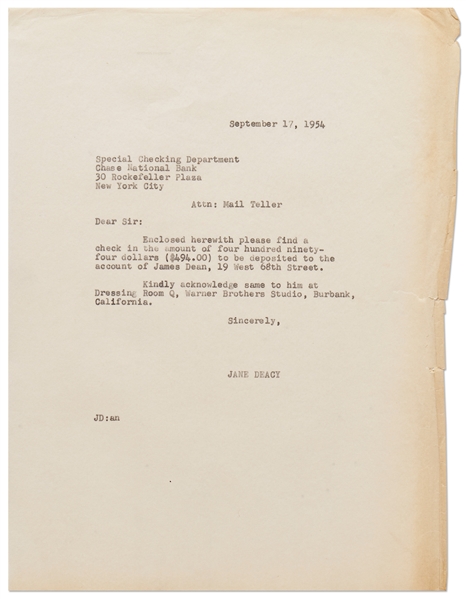 September 17, 1954
Special Checking Department
Chase National Bank
30 Rockefeller Plaza
New York City
Attn: Mail Teller
Dear Sir:
Enclosed herewith please find a
check in the amount of four hundred ninety-
four dollars ($494.00) to be deposited to the
account of James Dean, 19 West 68th Street.
Kindly acknowledge same to him at
Dressing Room Q, Warner Brothers Studio, Burbank,
California.
Sincerely,
JANE DEACY
JD:an